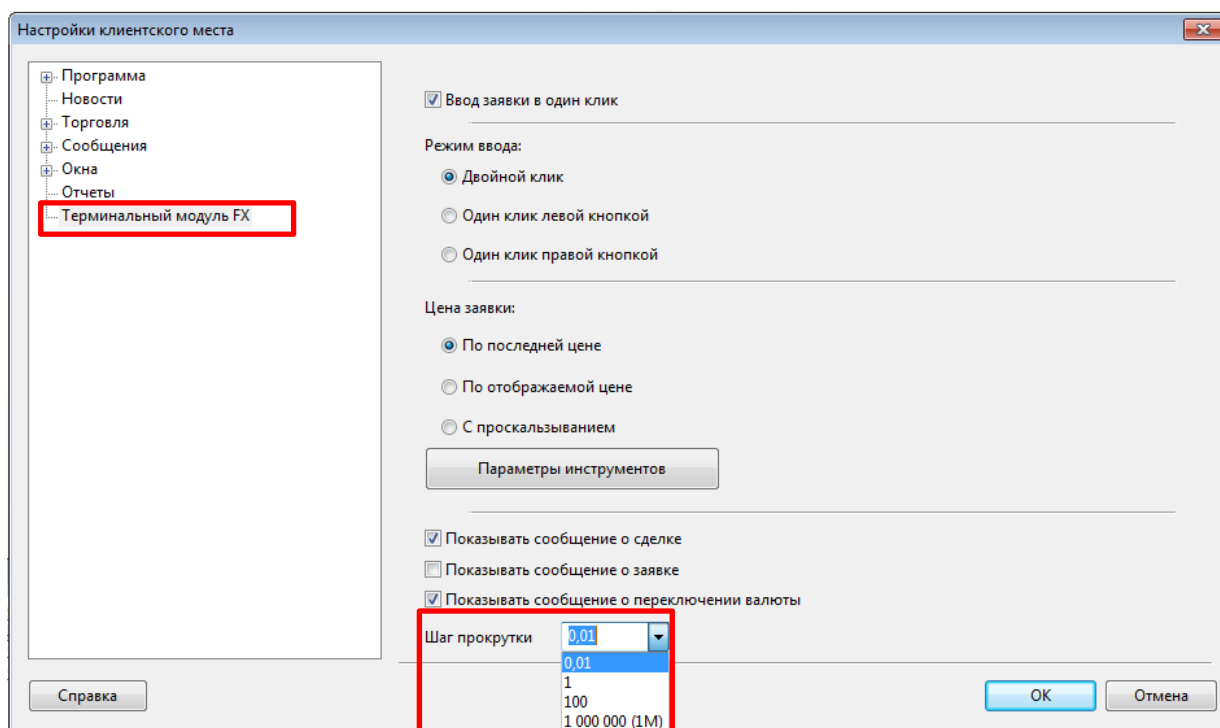 Настройки клиентского места
Программа
Новости
Торговля
Сообщения
Окна
Отчеты
Терминальный модуль FX
Ввод заявки в один клик
Режим ввода:
Двойной клик
Один клик левой кнопкой
Один клик правой кнопкой
Цена заявки:
По последней цене
По отображаемой цене
С проскальзыванием
Параметры инструментов
Показывать сообщение о сделке
Показывать сообщение о заявке
Показывать сообщение о переключении валюты
Шаг прокрутки 0,01
0,01
1
100
1 000 000 (1М)
Справка OK Отмена